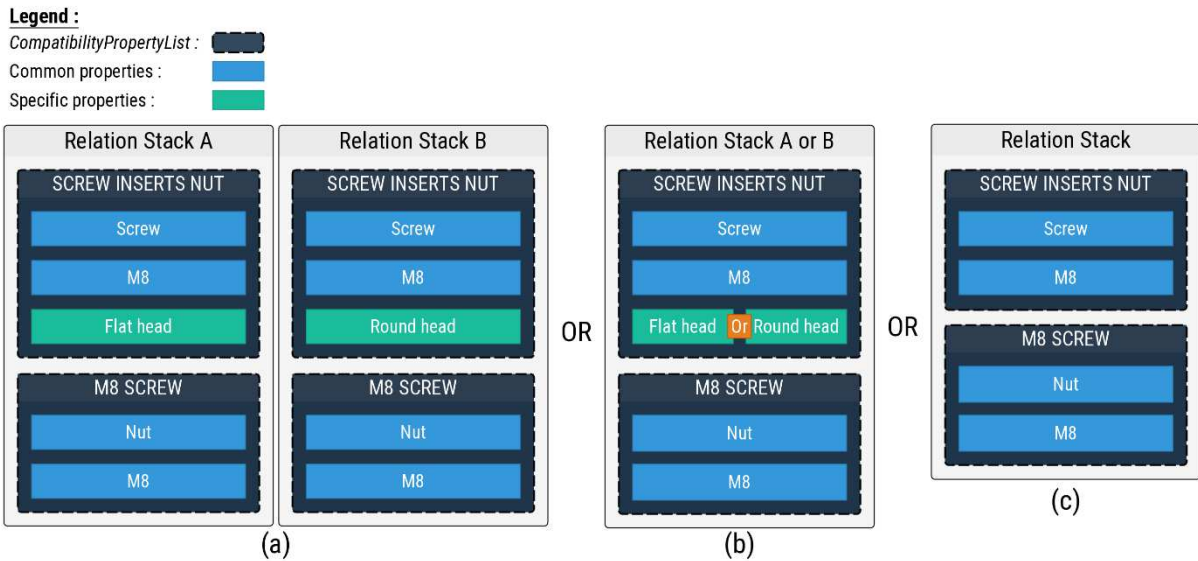 Legend :
CompatibilityPropertyList :
Common properties :
Specific properties :
Relation Stack A
SCREW INSERTS NUT
Screw
M8
Flat head
M8 SCREW
Nut
M8
Relation Stack B
SCREW INSERTS NUT
Screw
M8
Round head
M8 SCREW
Nut
M8
(a)
OR
Relation Stack A or B
SCREW INSERTS NUT
Screw
M8
Flat head Or Round head
M8 SCREW
Nut
M8
(b)
OR
Relation Stack
SCREW INSERTS NUT
Screw
M8
M8 SCREW
Nut
M8
(c)